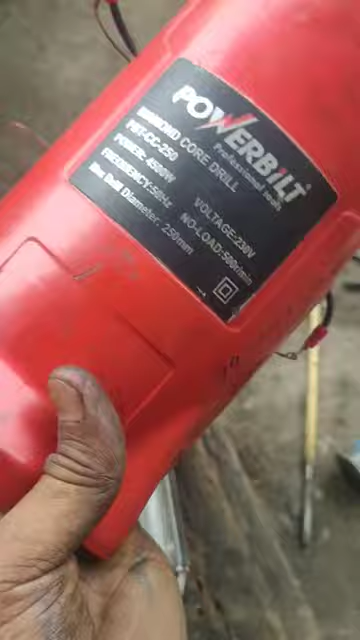 POWERBILT
Professional tools
DIAMOND CORE DRILL
PBT-CC-250
POWER: 4500W
VOLTAGE:230V
FREQUENCY:50Hz
NO-LOAD:500r/min
Max Drill Diameter: 250mm